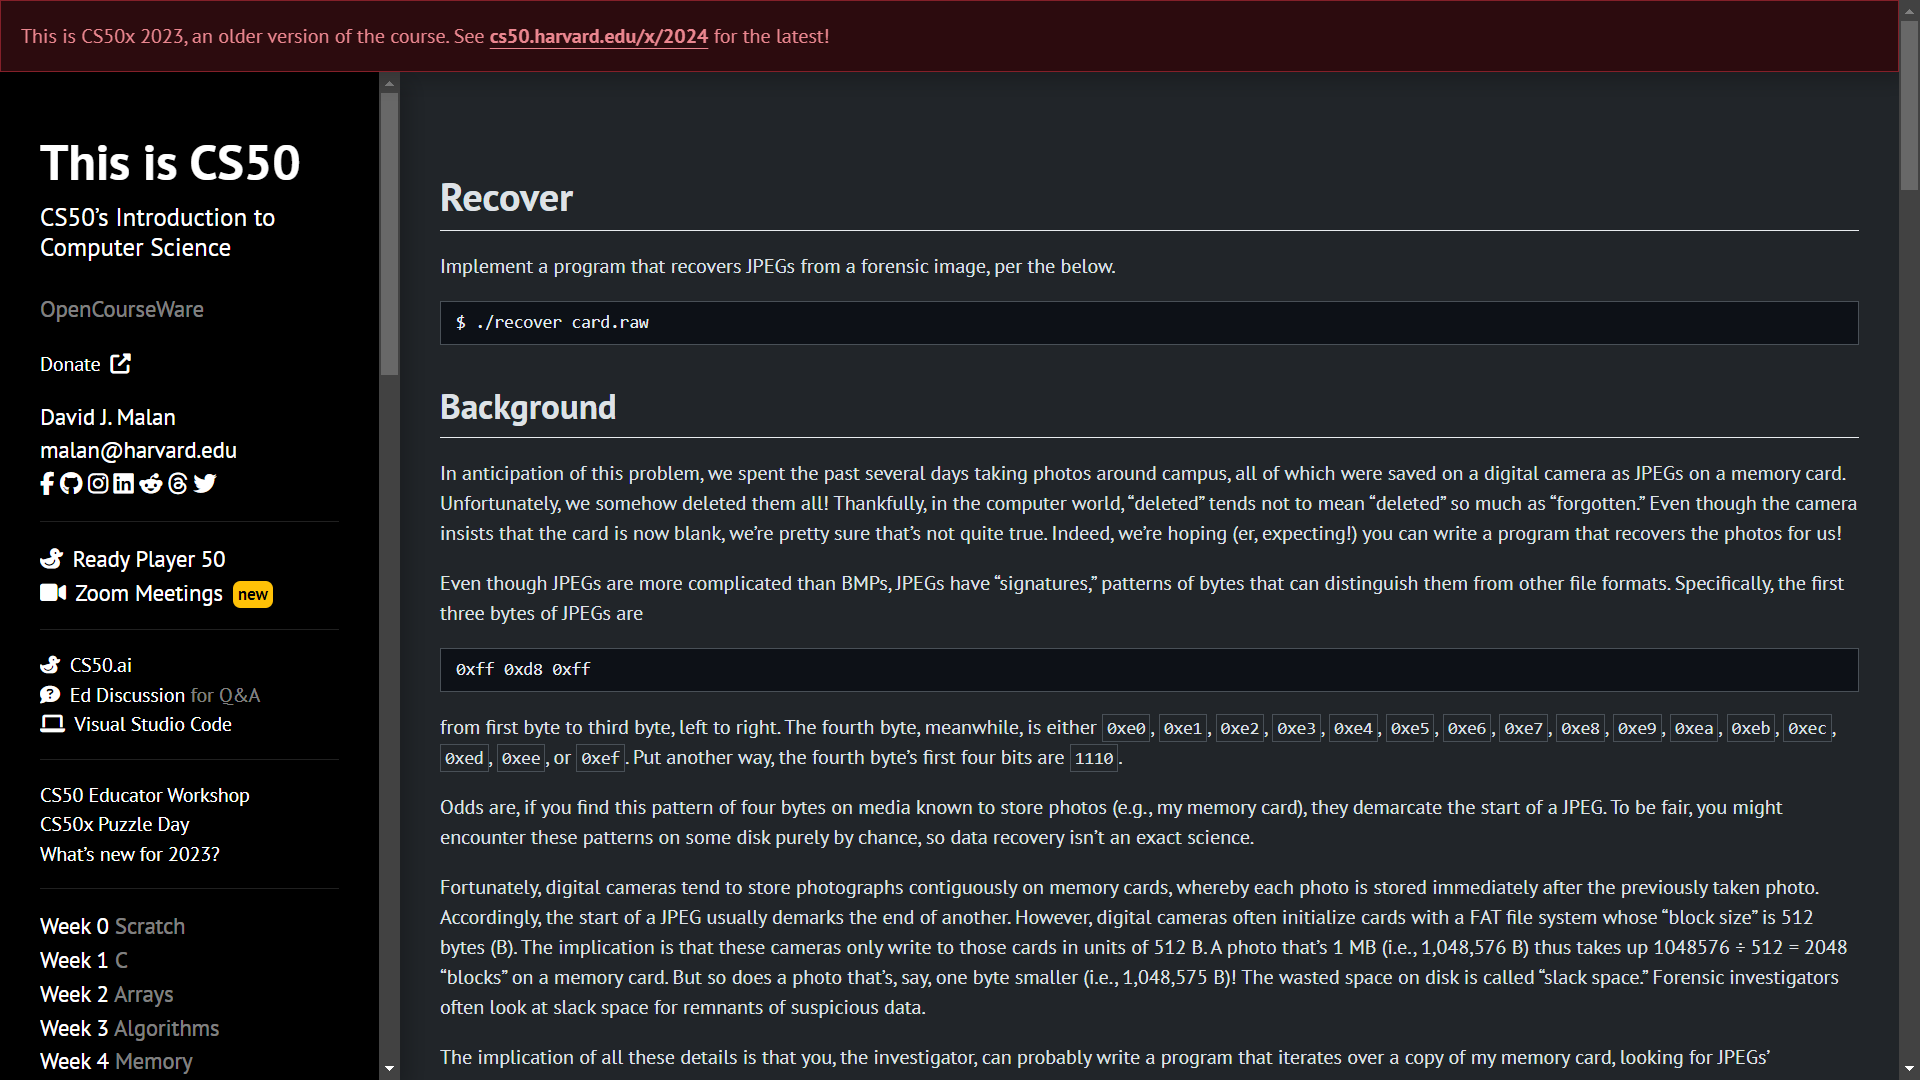 This is CS50x 2023, an older version of the course. See cs50.harvard.edu/x/2024 for the latest!
This is CS50
CS50’s Introduction to
Computer Science
OpenCourseWare
Donate
David J. Malan
malan@harvard.edu
Ready Player 50
Zoom Meetings new
CS50.ai
Ed Discussion for Q&A
Visual Studio Code
CS50 Educator Workshop
CS50x Puzzle Day
What’s new for 2023?
Week 0 Scratch
Week 1 C
Week 2 Arrays
Week 3 Algorithms
Week 4 Memory
Recover
Implement a program that recovers JPEGs from a forensic image, per the below.
$ ./recover card.raw
Background
In anticipation of this problem, we spent the past several days taking photos around campus, all of which were saved on a digital camera as JPEGs on a memory card.
Unfortunately, we somehow deleted them all! Thankfully, in the computer world, “deleted” tends not to mean “deleted” so much as “forgotten.” Even though the camera
insists that the card is now blank, we’re pretty sure that’s not quite true. Indeed, we’re hoping (er, expecting!) you can write a program that recovers the photos for us!
Even though JPEGs are more complicated than BMPs, JPEGs have “signatures,” patterns of bytes that can distinguish them from other file formats. Specifically, the first
three bytes of JPEGs are
0xff 0xd8 0xff
from first byte to third byte, left to right. The fourth byte, meanwhile, is either 0xe0, 0xe1, 0xe2, 0xe3, 0xe4, 0xe5, 0xe6, 0xe7, 0xe8, 0xe9, 0xea, 0xeb, 0xec,
0xed, 0xee, or 0xef. Put another way, the fourth byte’s first four bits are 1110.
Odds are, if you find this pattern of four bytes on media known to store photos (e.g., my memory card), they demarcate the start of a JPEG. To be fair, you might
encounter these patterns on some disk purely by chance, so data recovery isn’t an exact science.
Fortunately, digital cameras tend to store photographs contiguously on memory cards, whereby each photo is stored immediately after the previously taken photo.
Accordingly, the start of a JPEG usually demarks the end of another. However, digital cameras often initialize cards with a FAT file system whose “block size” is 512
bytes (B). The implication is that these cameras only write to those cards in units of 512 B. A photo that’s 1 MB (i.e., 1,048,576 B) thus takes up 1048576 ÷ 512 = 2048
“blocks” on a memory card. But so does a photo that’s, say, one byte smaller (i.e., 1,048,575 B)! The wasted space on disk is called “slack space.” Forensic investigators
often look at slack space for remnants of suspicious data.
The implication of all these details is that you, the investigator, can probably write a program that iterates over a copy of my memory card, looking for JPEGs’